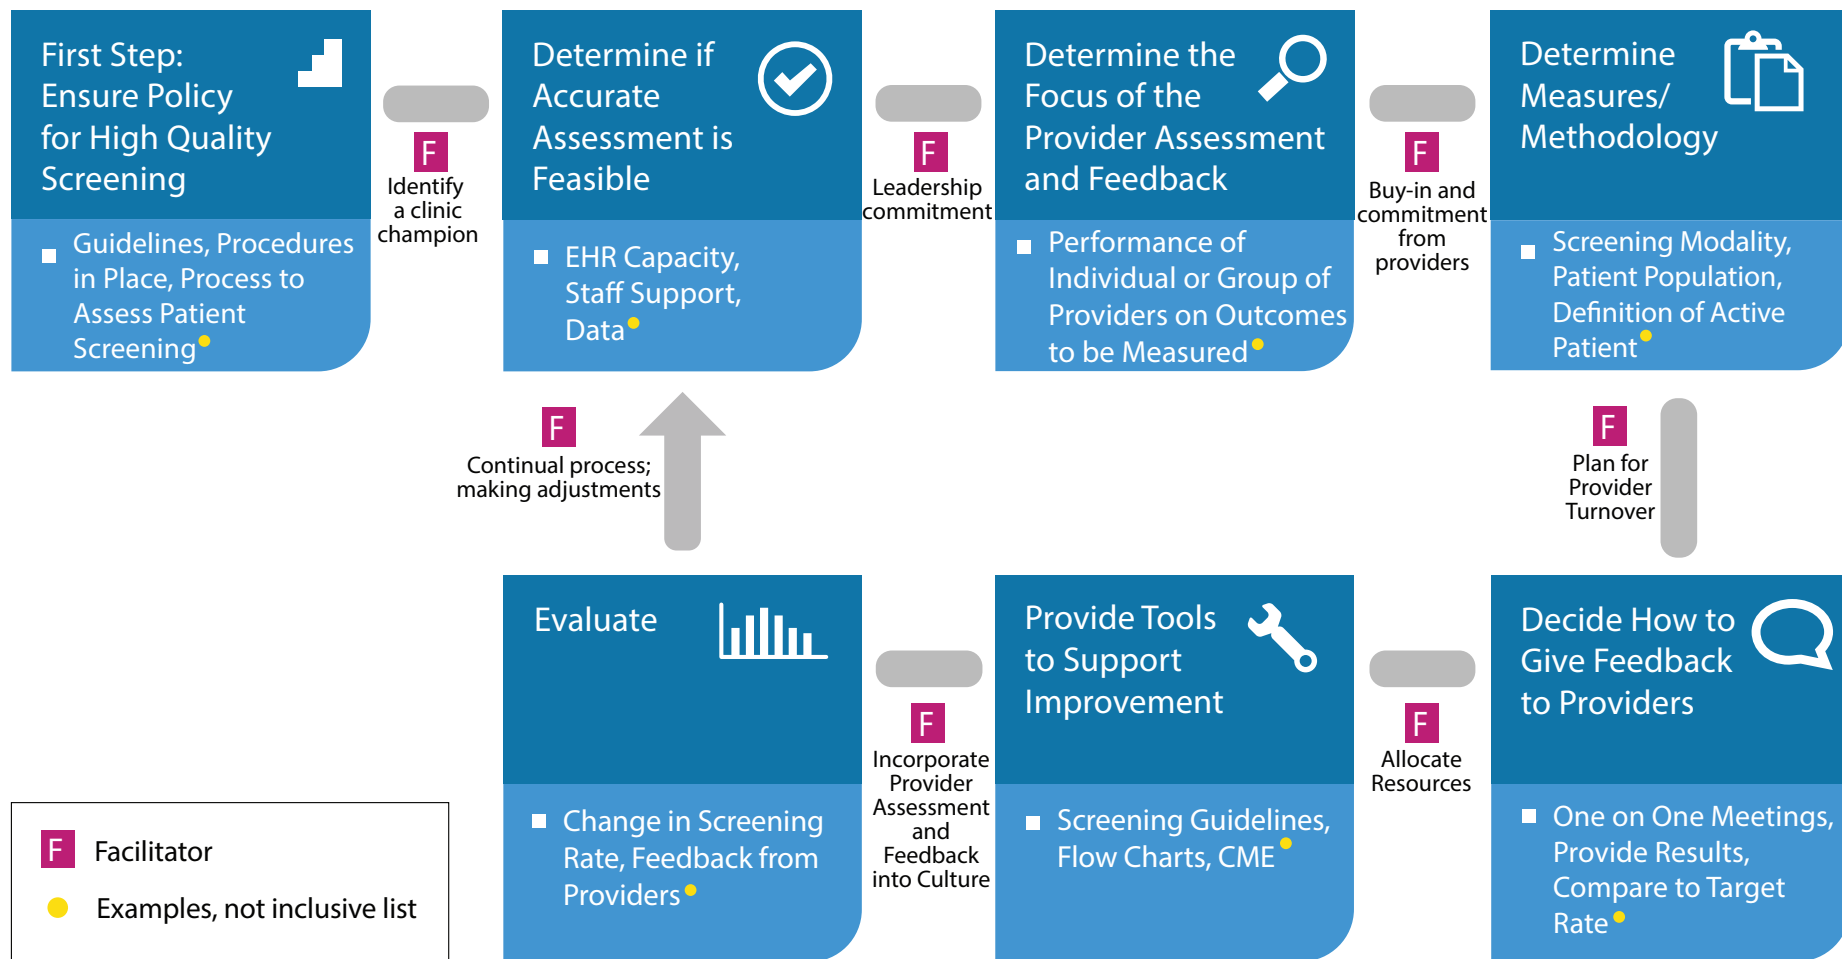 First Step:
Ensure Policy
for High Quality
Screening
Guidelines, Procedures
in Place, Process to
Assess Patient
Screening
F
Identify
a clinic
champion
Determine if
Accurate
Assessment is
Feasible
EHR Capacity,
Staff Support,
Data
F
Leadership
commitment
Determine the
Focus of the
Provider Assessment
and Feedback
Performance of
Individual or Group of
Providers on Outcomes
to be Measured
F
Buy-in and
commitment
from
providers
Determine
Measures/
Methodology
Screening Modality,
Patient Population,
Definition of Active
Patient
F
Plan for
Provider
Turnover
Decide How to
Give Feedback
to Providers
One on One Meetings,
Provide Results,
Compare to Target
Rate
F
Allocate
Resources
Provide Tools
to Support
Improvement
Screening Guidelines,
Flow Charts, CME
F
Incorporate
Provider
Assessment
and
Feedback
into Culture
Evaluate
Change in Screening
Rate, Feedback from
Providers
F
Continual process;
making adjustments
F Facilitator
Examples, not inclusive list